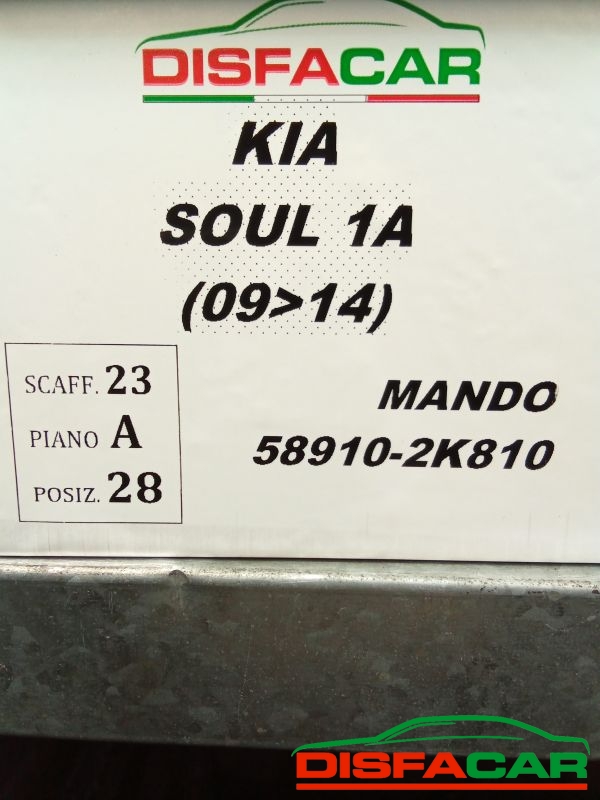 DISFACAR
KIA
SOUL 1A
(09>14)
SCAFF. 23
PIANO A
POSIZ. 28
MANDO
58910-2K810
DISFACAR